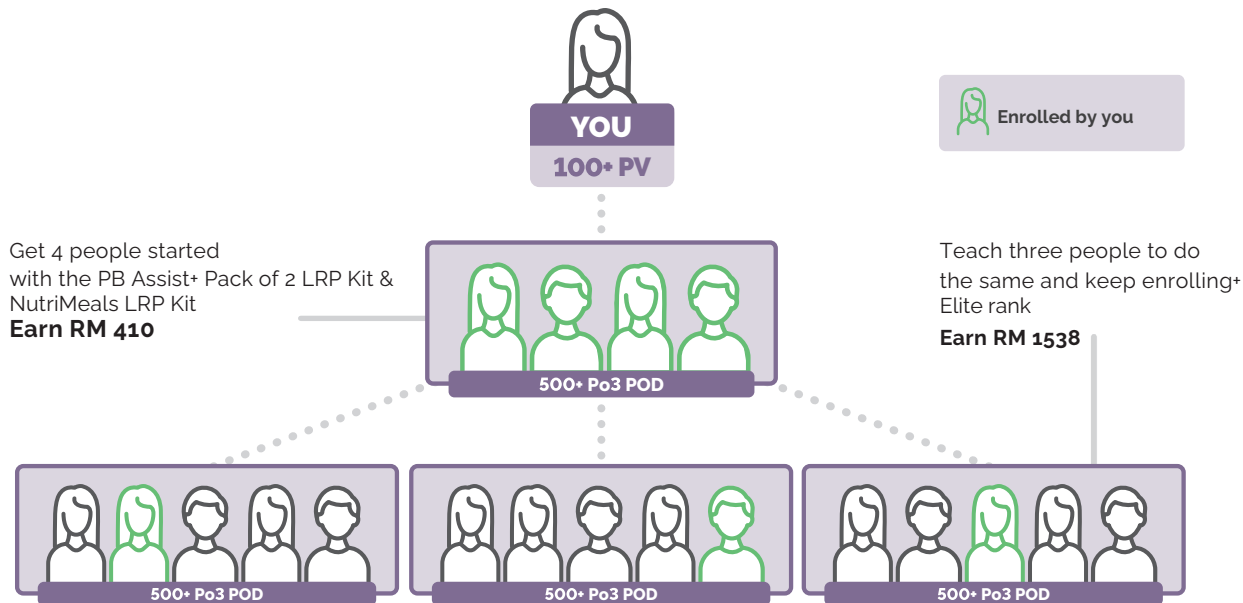 YOU
100+ PV
Enrolled by you
Get 4 people started
with the PB Assist+ Pack of 2 LRP Kit &
NutriMeals LRP Kit
Earn RM 410
Teach three people to do
the same and keep enrolling+
Elite rank
Earn RM 1538
500+ Po3 POD
500+ Po3 POD
500+ Po3 POD
500+ Po3 POD